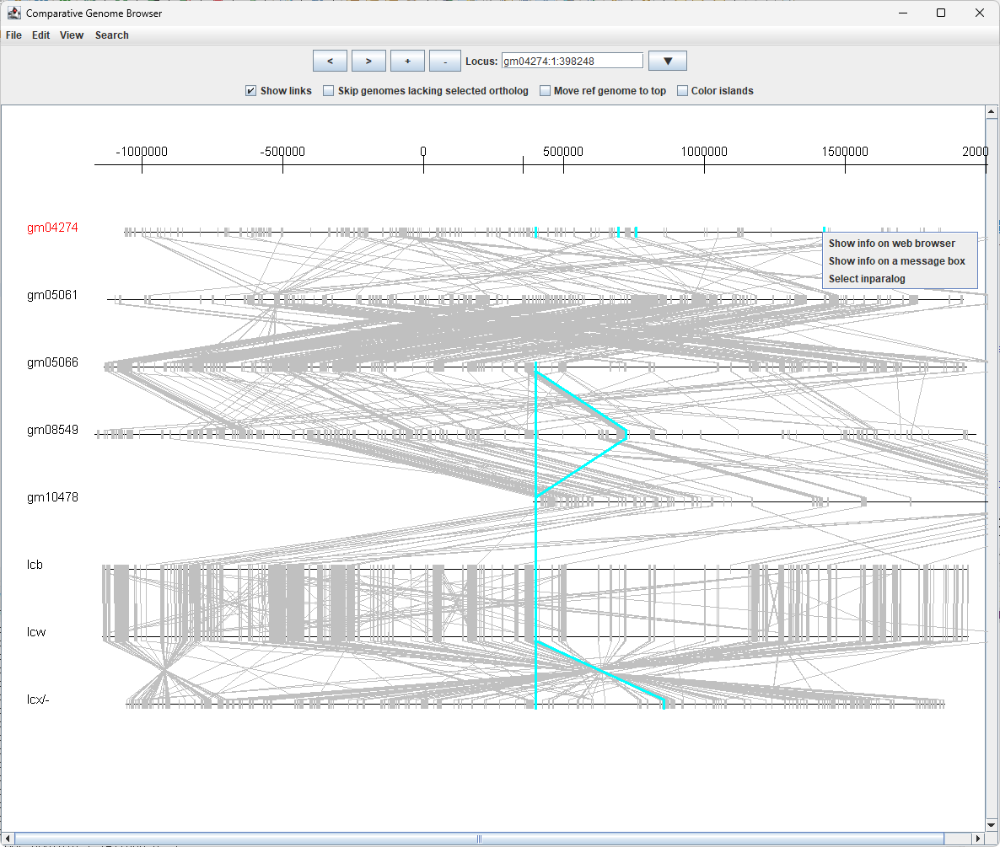 Comparative Genome Browser
File Edit View Search
< > + - Locus: gm04274:1:398248 ▼
Show links Skip genomes lacking selected ortholog Move ref genome to top Color islands
-1000000 -500000 0 500000 1000000 1500000 2000
gm04274
Show info on web browser
Show info on a message box
Select inparalog
gm05061
gm05066
gm08549
gm10478
lcb
lcw
lcx/-